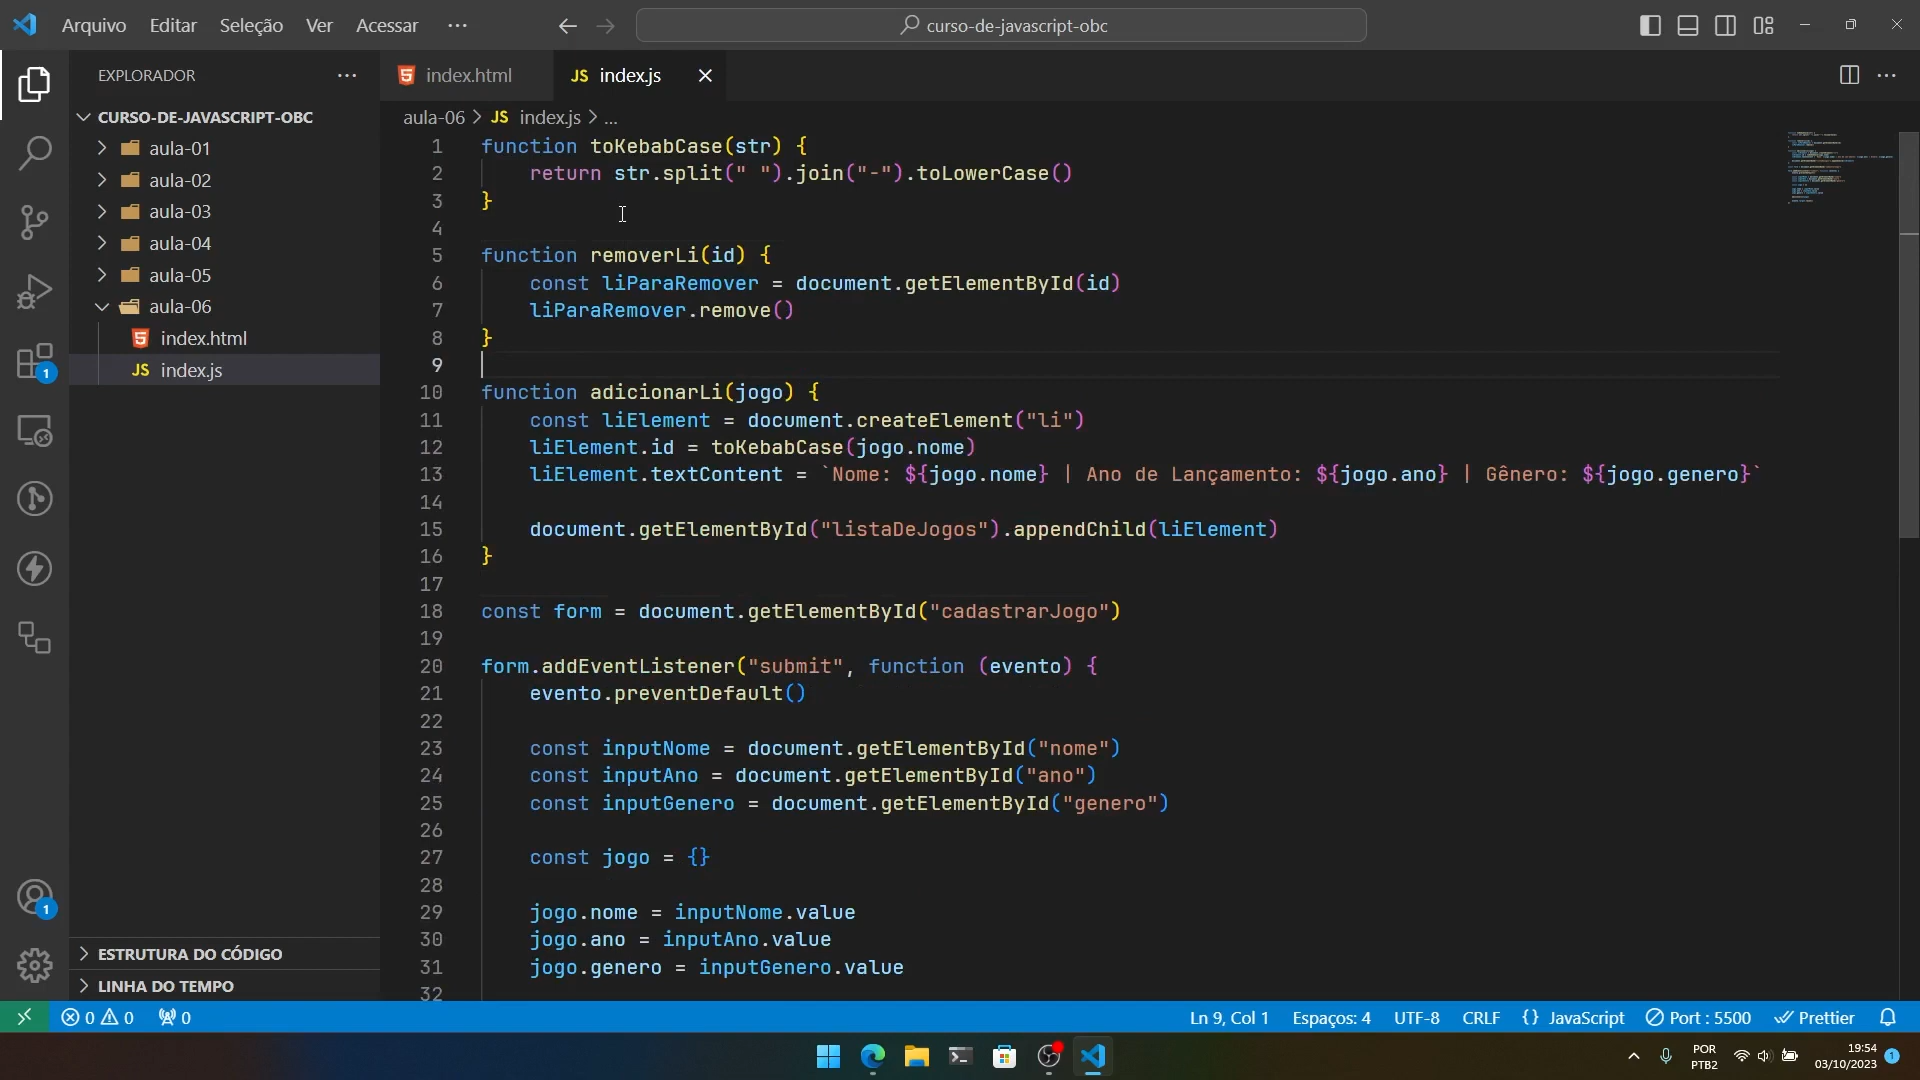 Arquivo Editar Seleção Ver Acessar ··· curso-de-javascript-obc
EXPLORADOR ···
CURSO-DE-JAVASCRIPT-OBC
aula-01
aula-02
aula-03
aula-04
aula-05
aula-06
index.html
JS index.js
1
1
ESTRUTURA DO CÓDIGO
LINHA DO TEMPO
index.html JS index.js
aula-06 > JS index.js > ...
1 function toKebabCase(str) {
2 return str.split(" ").join("-").toLowerCase()
3 }
4
5 function removerLi(id) {
6 const liParaRemover = document.getElementById(id)
7 liParaRemover.remove()
8 }
9
10 function adicionarLi(jogo) {
11 const liElement = document.createElement("li")
12 liElement.id = toKebabCase(jogo.nome)
13 liElement.textContent = `Nome: ${jogo.nome} | Ano de Lançamento: ${jogo.ano} | Gênero: ${jogo.genero}`
14
15 document.getElementById("listaDeJogos").appendChild(liElement)
16 }
17
18 const form = document.getElementById("cadastrarJogo")
19
20 form.addEventListener("submit", function (evento) {
21 evento.preventDefault()
22
23 const inputNome = document.getElementById("nome")
24 const inputAno = document.getElementById("ano")
25 const inputGenero = document.getElementById("genero")
26
27 const jogo = {}
28
29 jogo.nome = inputNome.value
30 jogo.ano = inputAno.value
31 jogo.genero = inputGenero.value
32
0 0 0 Ln 9, Col 1 Espaços: 4 UTF-8 CRLF {} JavaScript Port : 5500 Prettier
POR
PTB2
19:54
03/10/2023
1